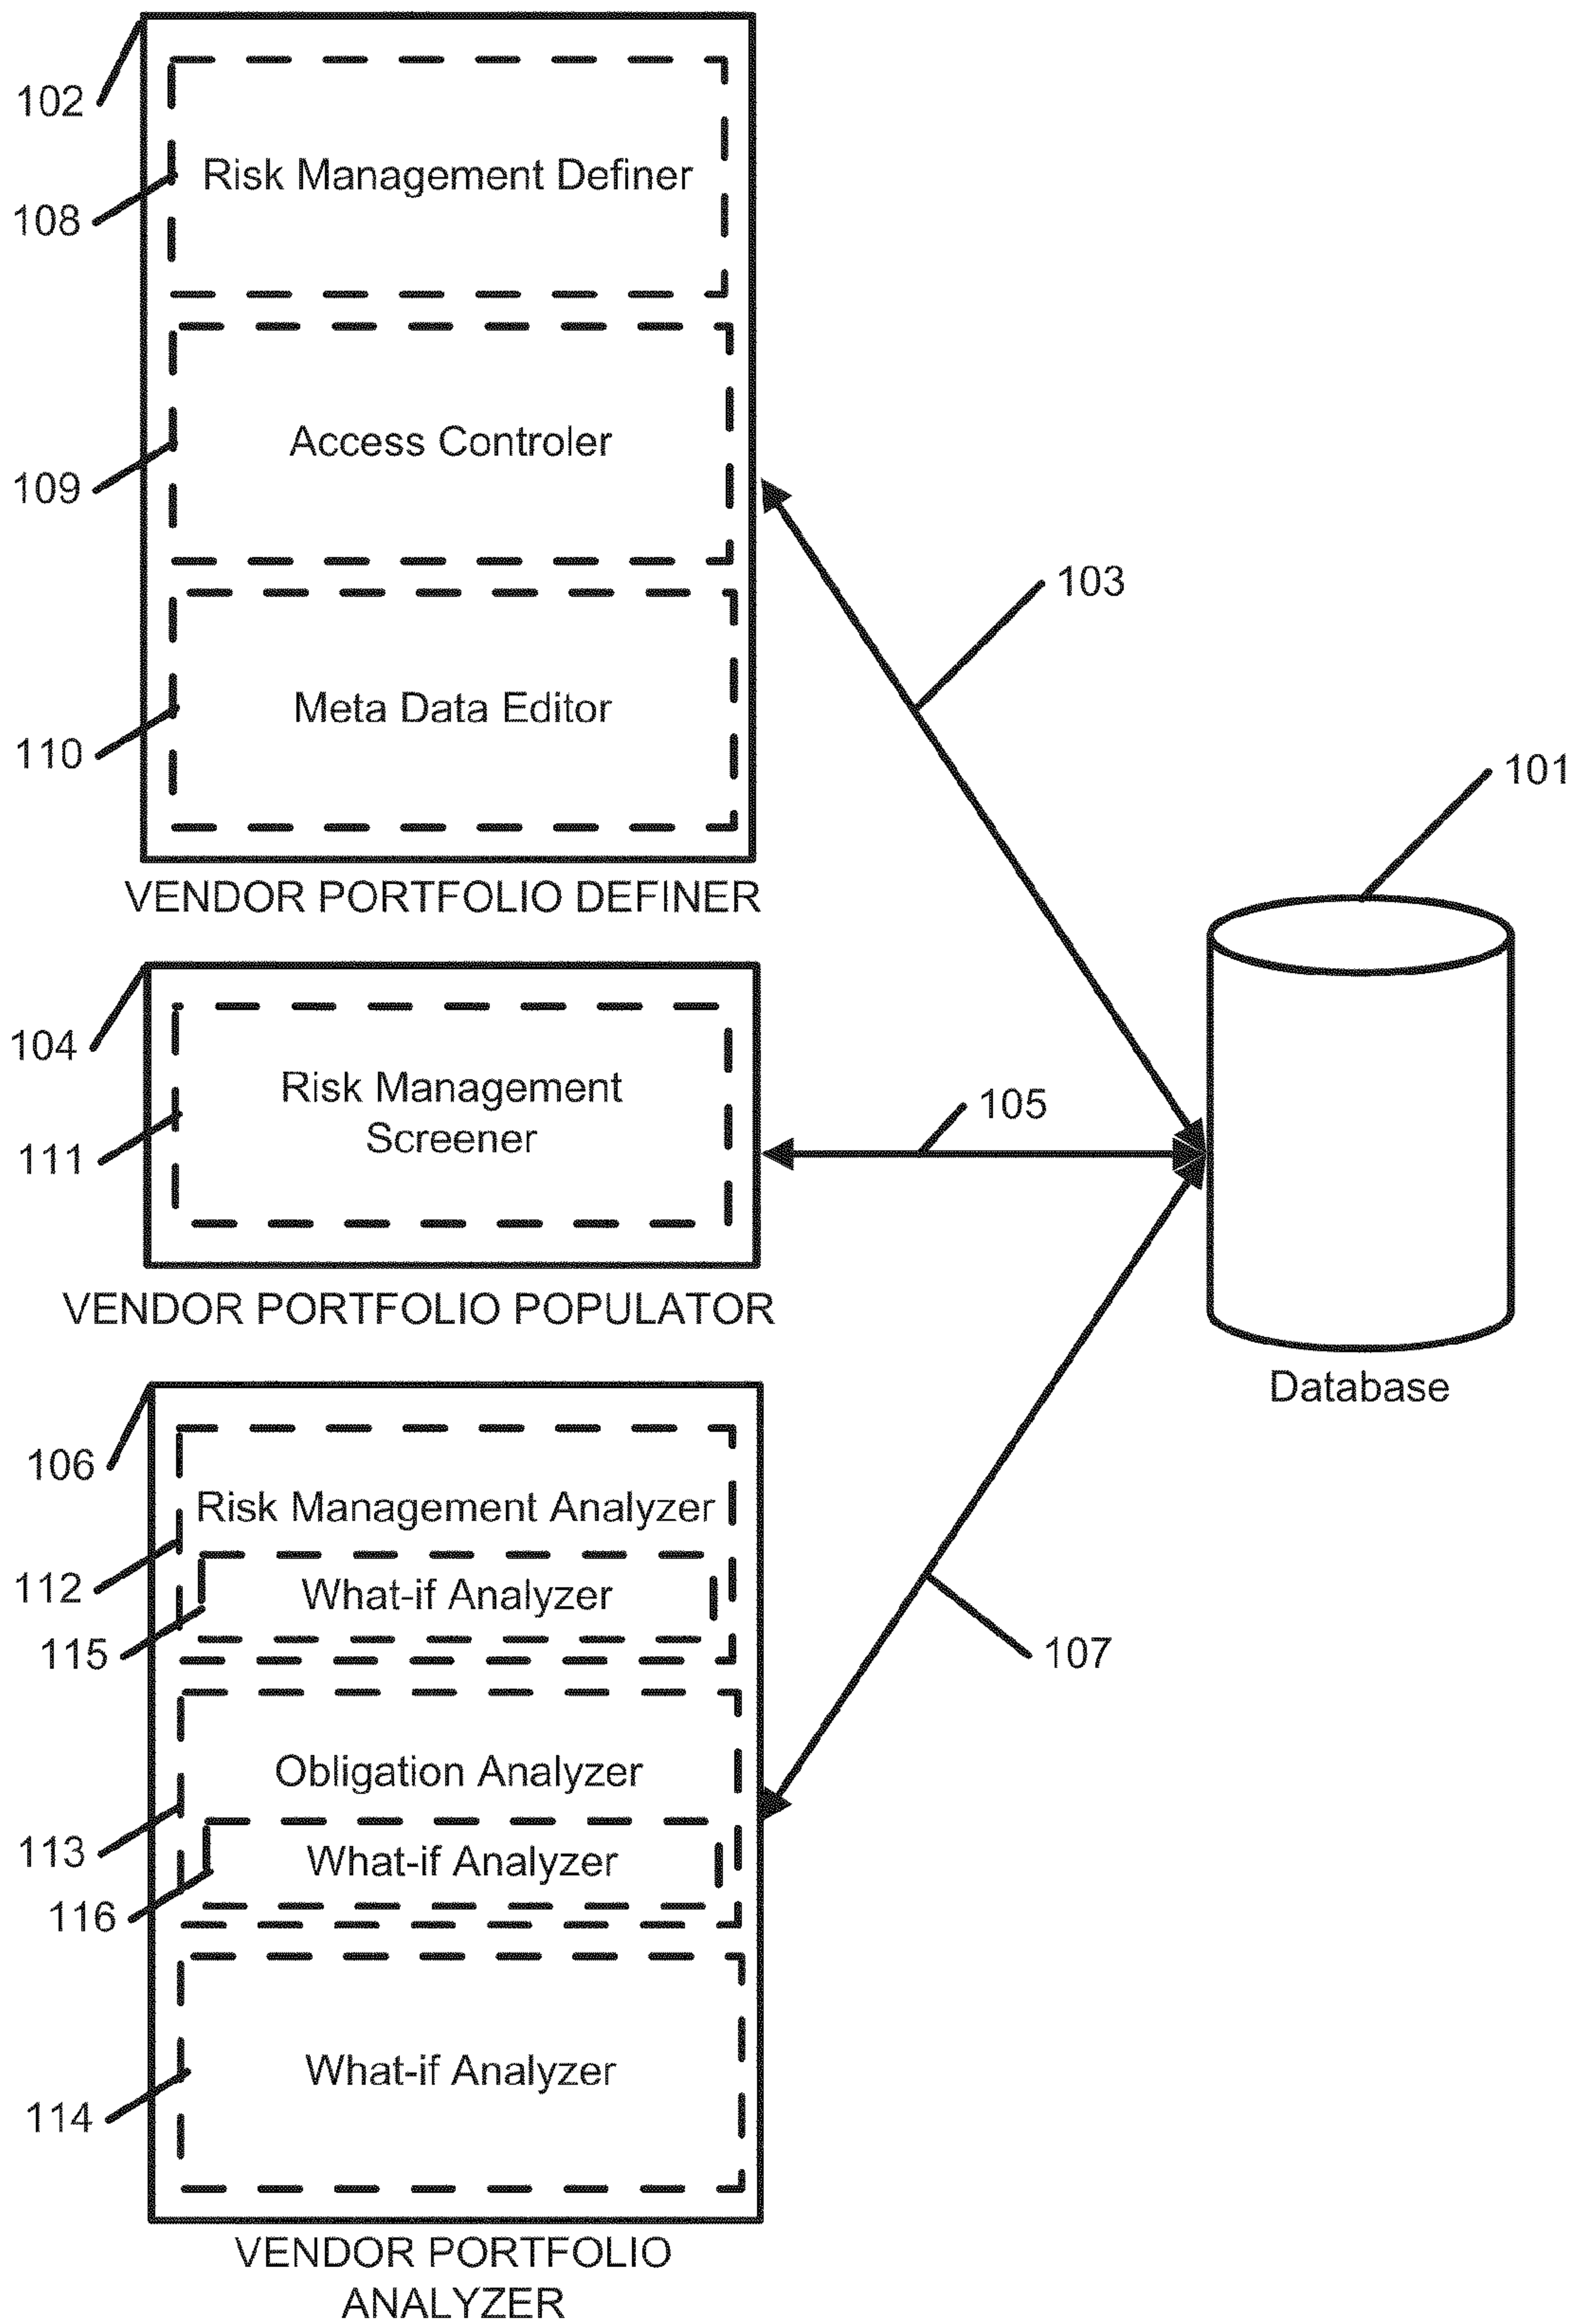 102
Risk Management Definer
108
Access Controler
109
103
Meta Data Editor
110
101
VENDOR PORTFOLIO DEFINER
104
Risk Management
Screener
105
111
VENDOR PORTFOLIO POPULATOR
Database
106
Risk Management Analyzer
112
What-if Analyzer
115
107
Obligation Analyzer
113
What-if Analyzer
116
What-if Analyzer
114
VENDOR PORTFOLIO
ANALYZER